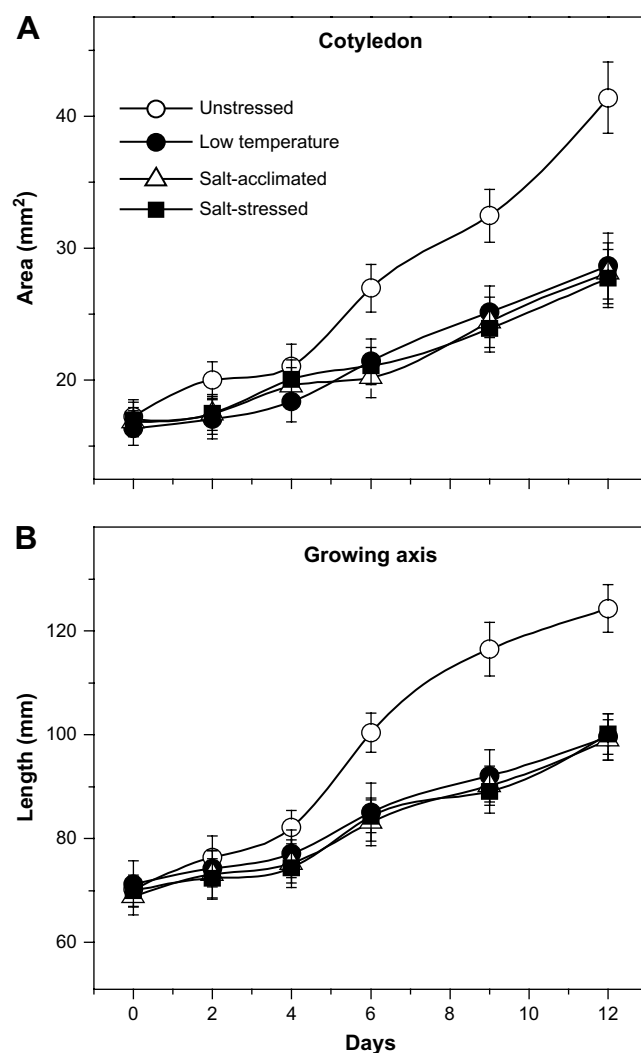 A
Cotyledon
Unstressed
Low temperature
Salt-acclimated
Salt-stressed
Area (mm²)
40
30
20
B
Growing axis
Length (mm)
120
100
80
60
0 2 4 6 8 10 12
Days